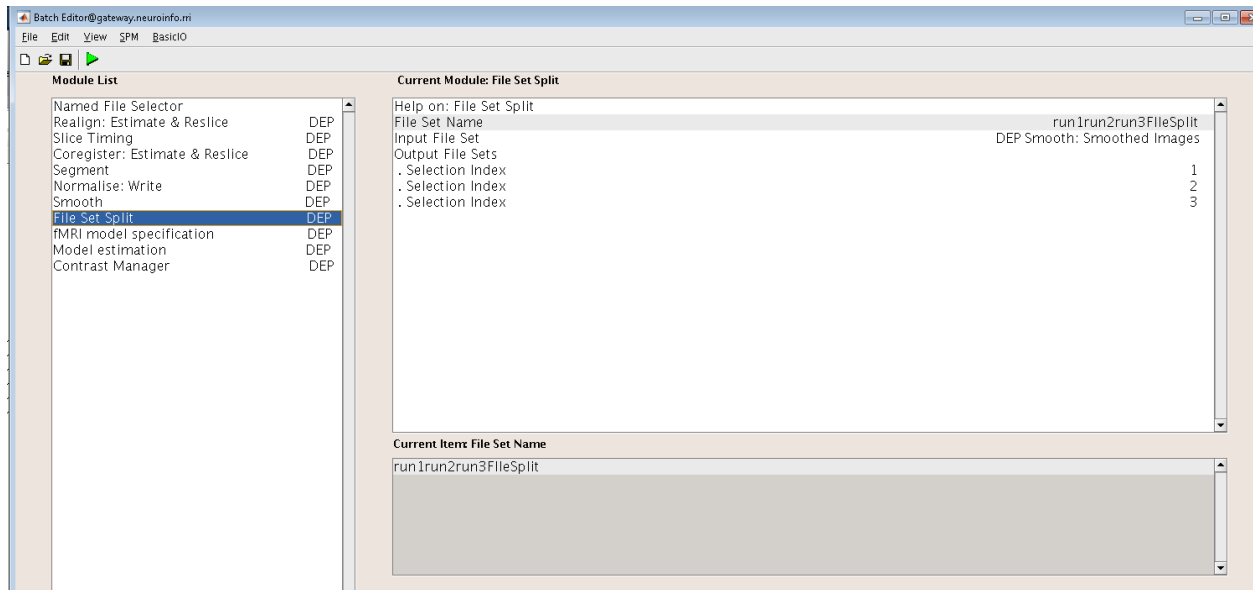 Batch Editor@gateway.neuroinfo.rri
File Edit View SPM BasicIO
Module List
Named File Selector
Realign: Estimate & Reslice DEP
Slice Timing DEP
Coregister: Estimate & Reslice DEP
Segment DEP
Normalise: Write DEP
Smooth DEP
File Set Split DEP
fMRI model specification DEP
Model estimation DEP
Contrast Manager DEP
Current Module: File Set Split
Help on: File Set Split
File Set Name run1run2run3FIleSplit
Input File Set DEP Smooth: Smoothed Images
Output File Sets
. Selection Index 1
. Selection Index 2
. Selection Index 3
Current Item: File Set Name
run1run2run3FIleSplit